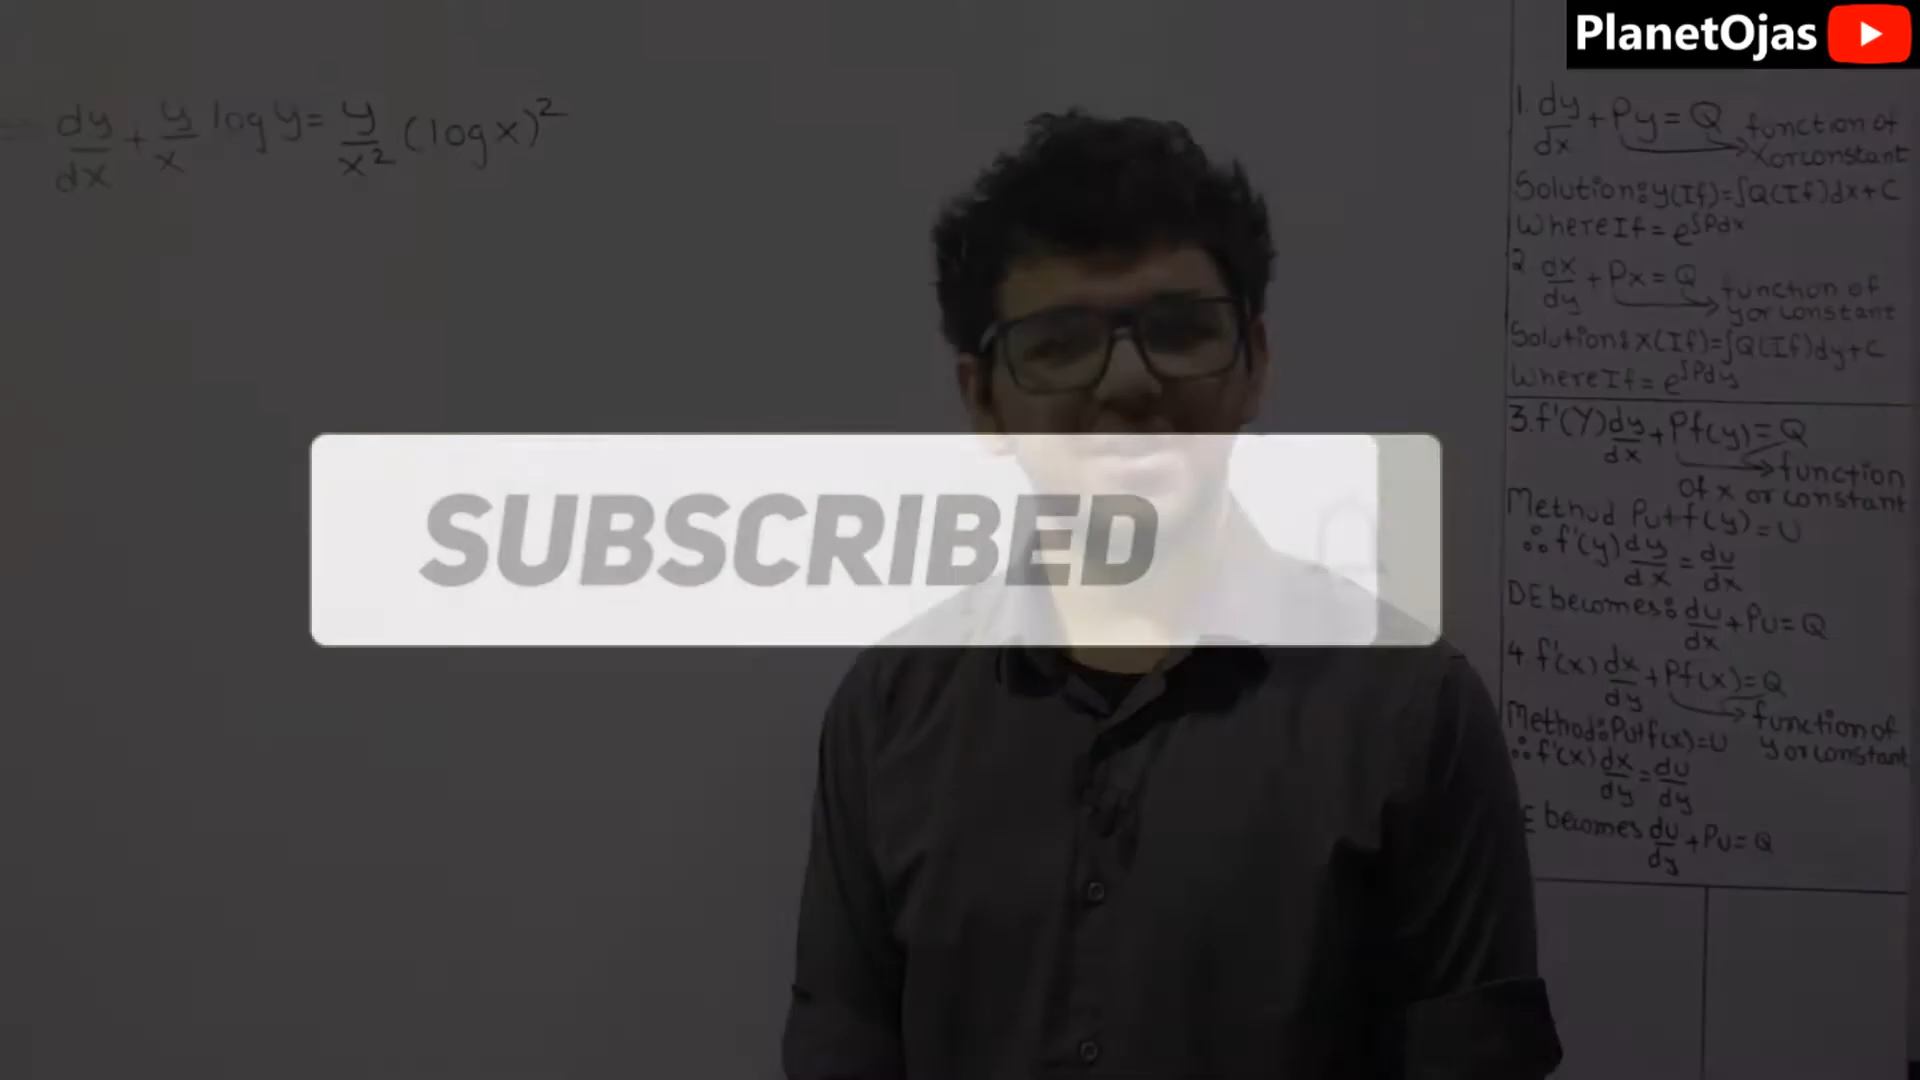 PlanetOjas
⇒ dy/dx + y/x log y = y/x² (log x)²
SUBSCRIBED
1. dy/dx + Py = Q → function of
x or constant
Solution: y(If) = ∫Q(If)dx + C
Where If = e^∫Pdx
2. dx/dy + Px = Q → function of
y or constant
Solution: x(If) = ∫Q(If)dy + C
Where If = e^∫Pdy
3. f'(y) dy/dx + Pf(y) = Q → function
of x or constant
Method Put f(y) = U
∴ f'(y) dy/dx = du/dx
DE becomes: du/dx + Pu = Q
4. f'(x) dx/dy + Pf(x) = Q → function of
y or constant
Method: Put f(x) = U
∴ f'(x) dx/dy = du/dy
E becomes du/dy + Pu = Q